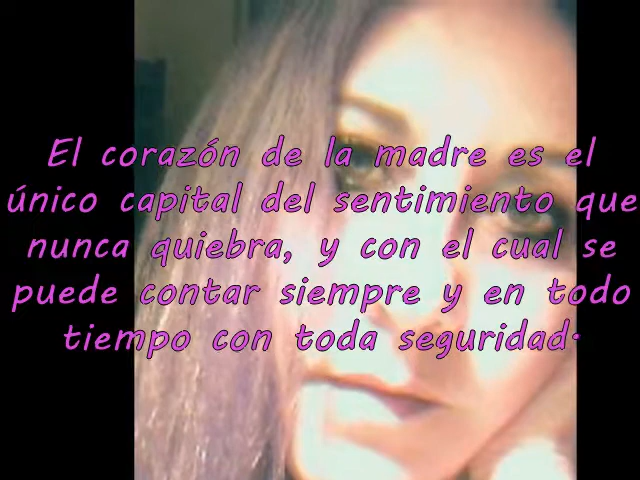 El corazón de la madre es el
único capital del sentimiento que
nunca quiebra, y con el cual se
puede contar siempre y en todo
tiempo con toda seguridad.